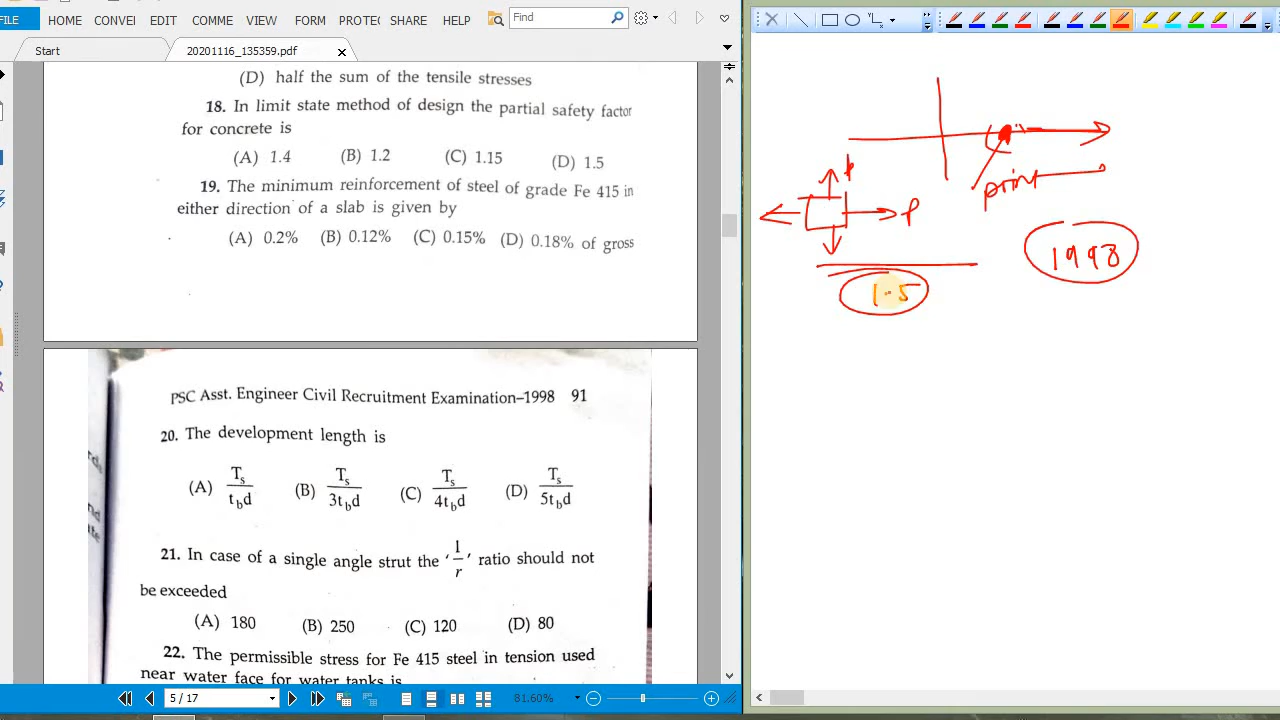 FILE HOME CONVEI EDIT COMME VIEW FORM PROTEC SHARE HELP Find
Start 20201116_135359.pdf
(D) half the sum of the tensile stresses
18. In limit state method of design the partial safety factor
for concrete is
(A) 1.4 (B) 1.2 (C) 1.15 (D) 1.5
19. The minimum reinforcement of steel of grade Fe 415 in
either direction of a slab is given by
(A) 0.2% (B) 0.12% (C) 0.15% (D) 0.18% of gross
PSC Asst. Engineer Civil Recruitment Examination–1998 91
20. The development length is
(A) Ts/tbd (B) Ts/3tbd (C) Ts/4tbd (D) Ts/5tbd
21. In case of a single angle strut the 'l/r' ratio should not
be exceeded
(A) 180 (B) 250 (C) 120 (D) 80
22. The permissible stress for Fe 415 steel in tension used
near water face for water tanks is
5 / 17 81.60%
point
P
1998
1.5